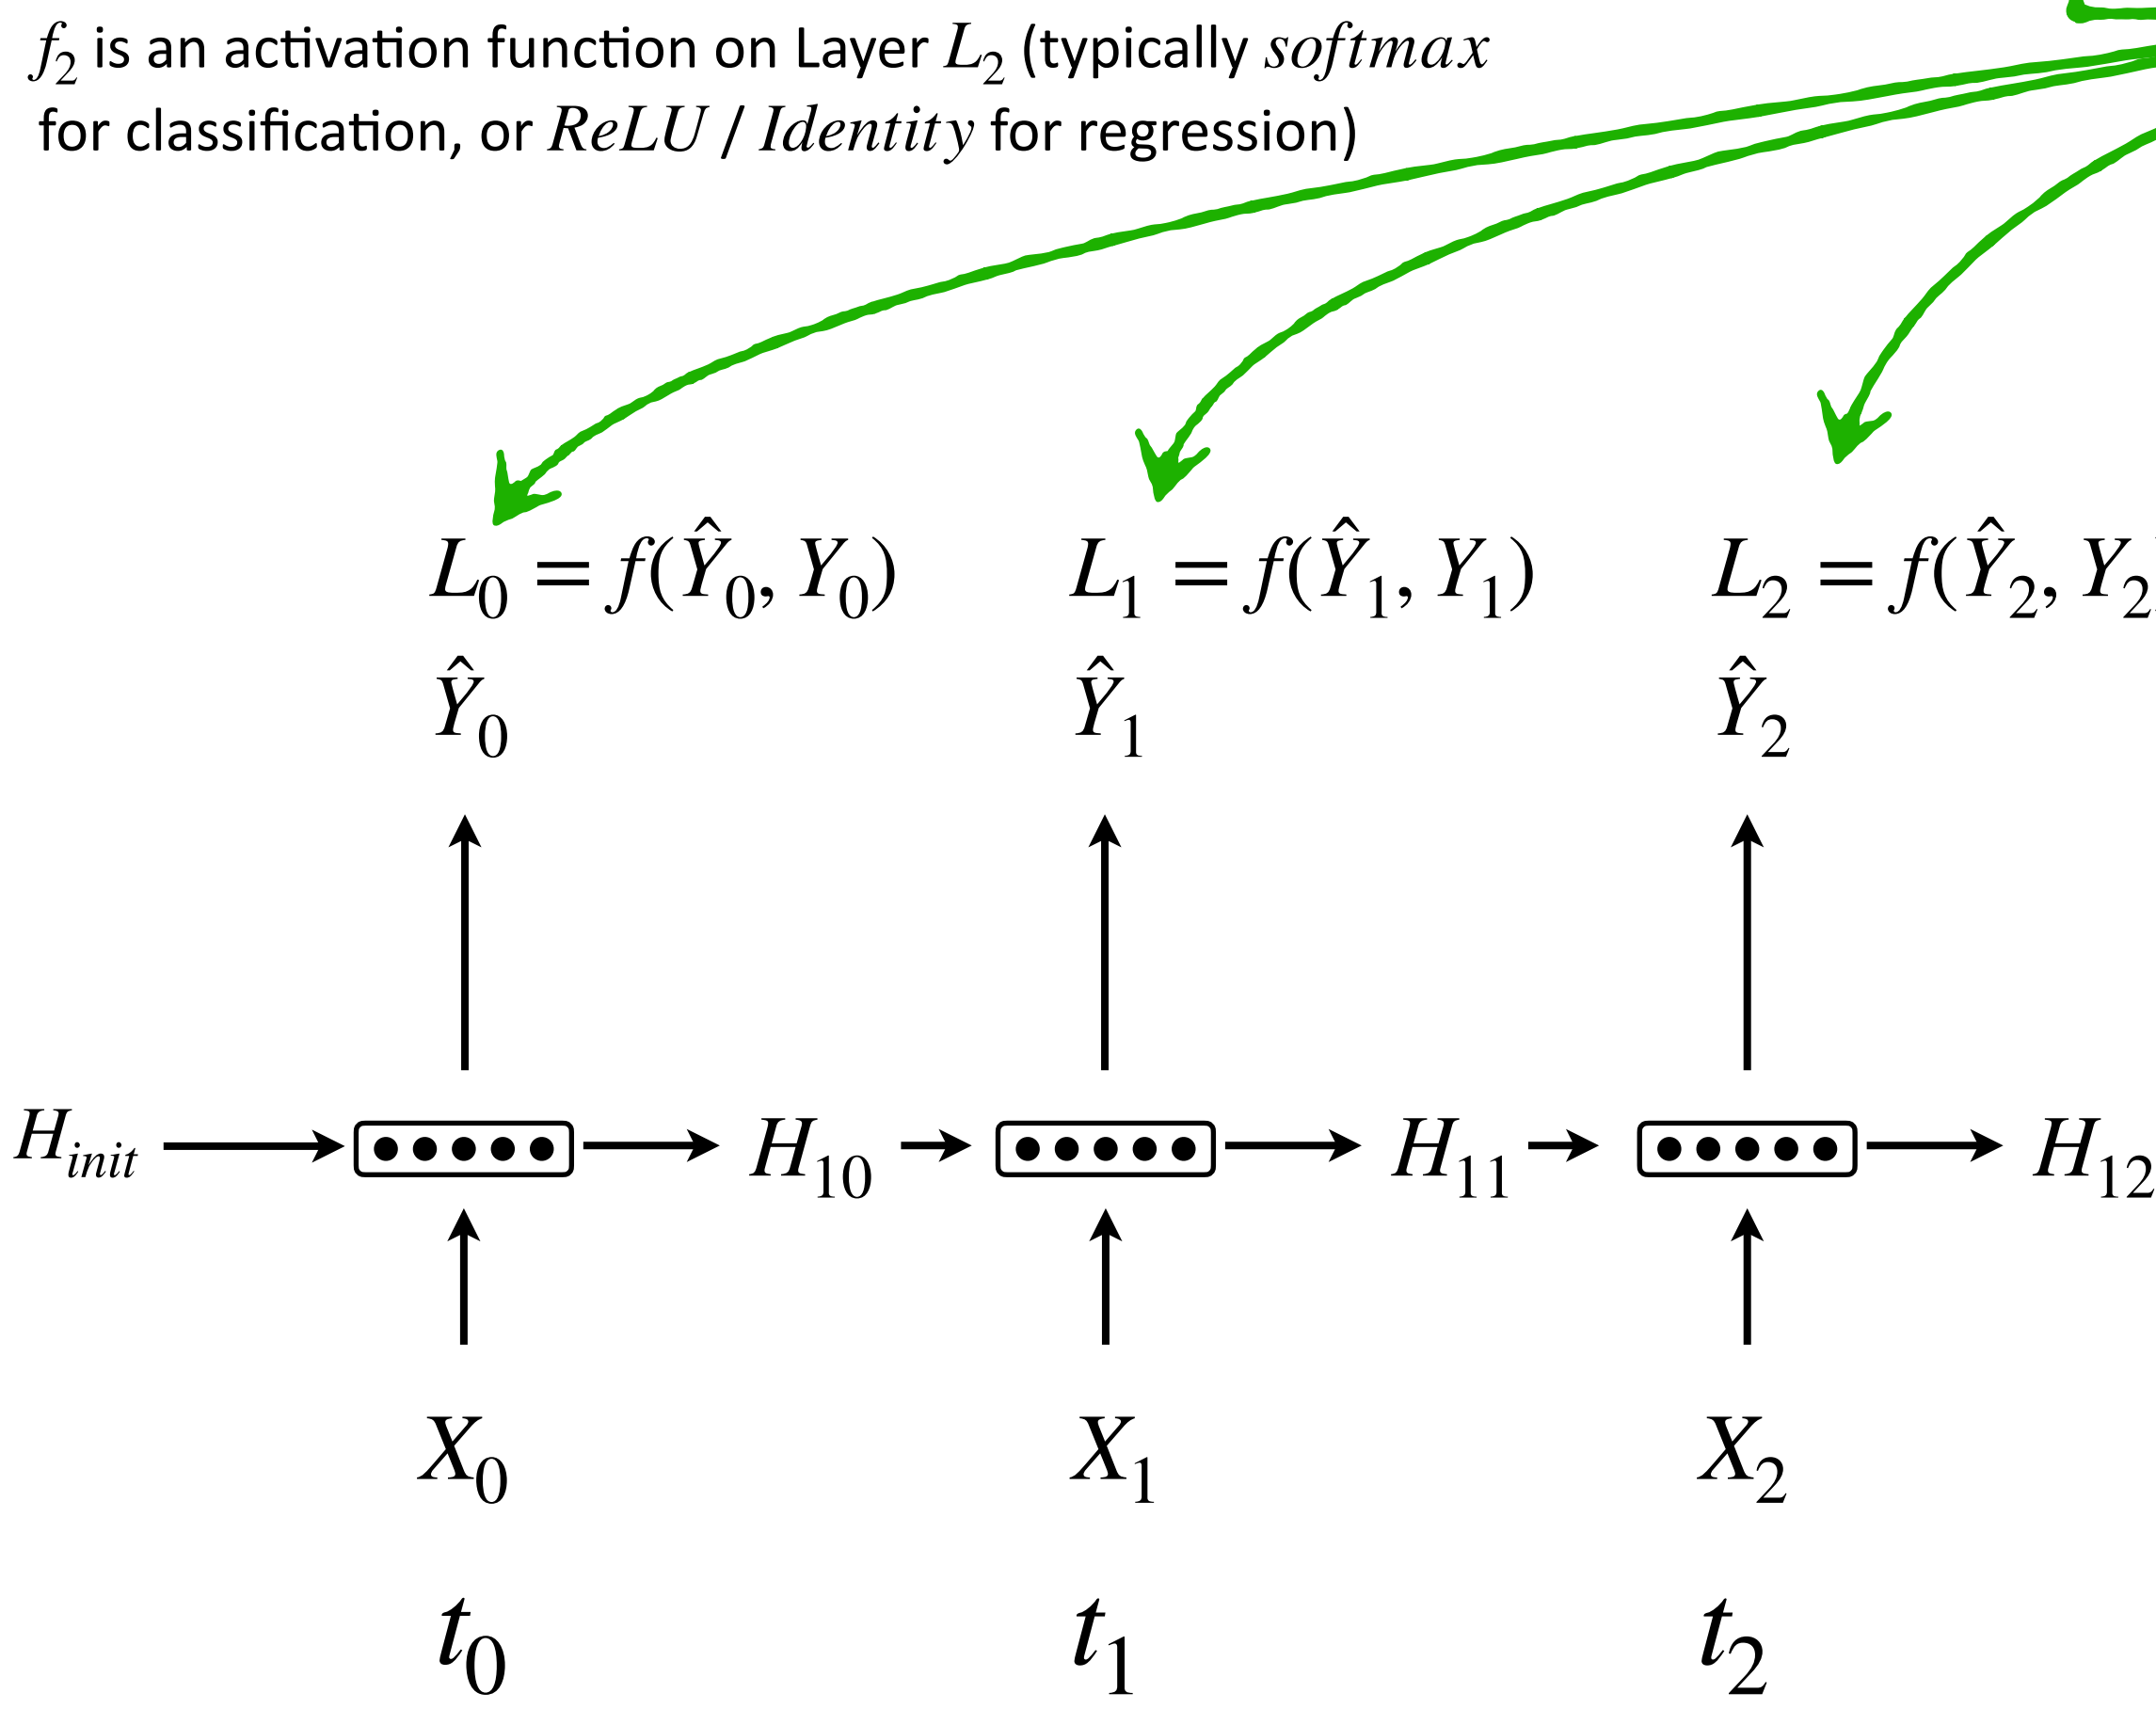 f₂ is an activation function on Layer L₂ (typically softmax
for classification, or ReLU / Identity for regression)
L₀ = f(Ŷ₀, Y₀) L₁ = f(Ŷ₁, Y₁) L₂ = f(Ŷ₂, Y₂
Ŷ₀ Ŷ₁ Ŷ₂
H_init H₁₀ H₁₁ H₁₂
X₀ X₁ X₂
t₀ t₁ t₂